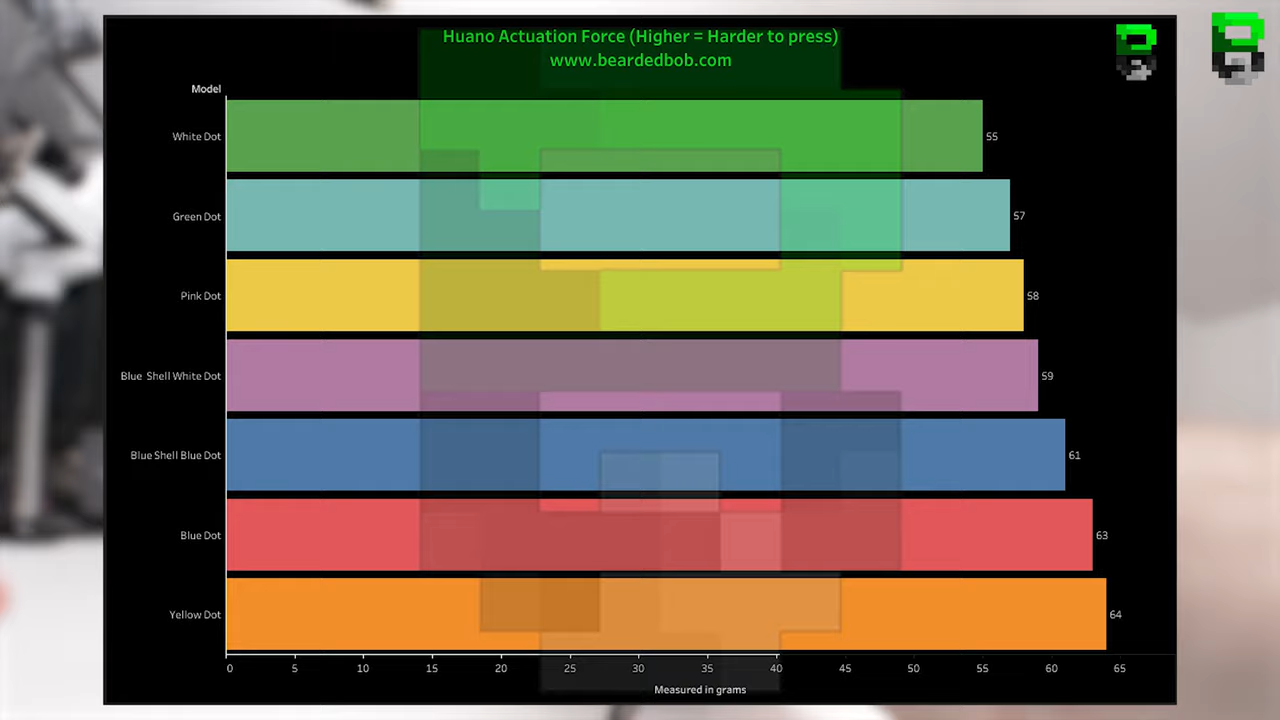 Huano Actuation Force (Higher = Harder to press)
www.beardedbob.com
Model
White Dot 55
Green Dot 57
Pink Dot 58
Blue Shell White Dot 59
Blue Shell Blue Dot 61
Blue Dot 63
Yellow Dot 64
0 5 10 15 20 25 30 35 40 45 50 55 60 65
Measured in grams